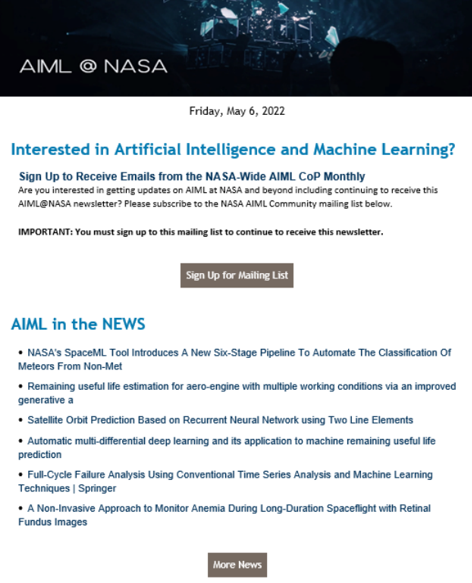 AIML @ NASA
Friday, May 6, 2022
Interested in Artificial Intelligence and Machine Learning?
Sign Up to Receive Emails from the NASA-Wide AIML CoP Monthly
Are you interested in getting updates on AIML at NASA and beyond including continuing to receive this
AIML@NASA newsletter? Please subscribe to the NASA AIML Community mailing list below.
IMPORTANT: You must sign up to this mailing list to continue to receive this newsletter.
Sign Up for Mailing List
AIML in the NEWS
• NASA's SpaceML Tool Introduces A New Six-Stage Pipeline To Automate The Classification Of
Meteors From Non-Met
• Remaining useful life estimation for aero-engine with multiple working conditions via an improved
generative a
• Satellite Orbit Prediction Based on Recurrent Neural Network using Two Line Elements
• Automatic multi-differential deep learning and its application to machine remaining useful life
prediction
• Full-Cycle Failure Analysis Using Conventional Time Series Analysis and Machine Learning
Techniques | Springer
• A Non-Invasive Approach to Monitor Anemia During Long-Duration Spaceflight with Retinal
Fundus Images
More News